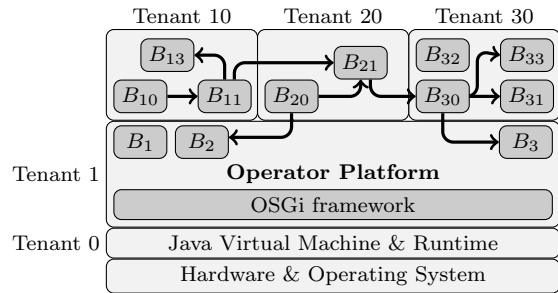 Tenant 10 Tenant 20 Tenant 30
B13 B21 B32 B33
B10 B11 B20 B30 B31
B1 B2 B3
Tenant 1 Operator Platform
OSGi framework
Tenant 0 Java Virtual Machine & Runtime
Hardware & Operating System